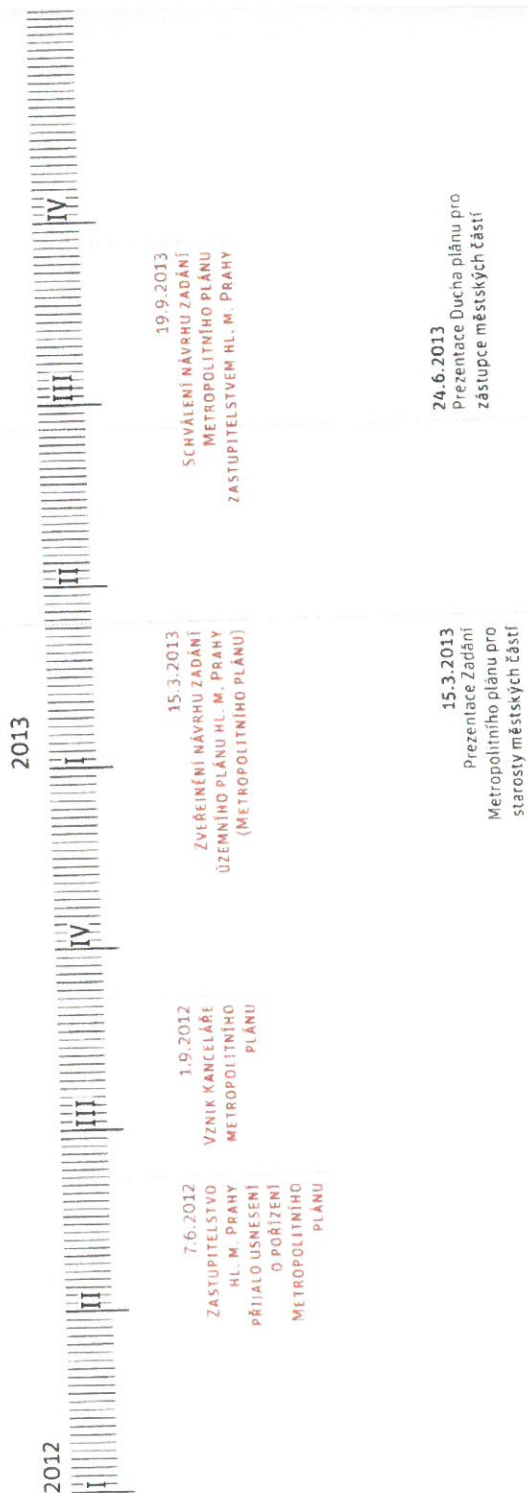 2012
2013
I
II
III
IV
I
II
III
IV
7.6.2012
ZASTUPITELSTVO
HL. M. PRAHY
PŘIJALO USNESENÍ
O POŘÍZENÍ
METROPOLITNÍHO
PLÁNU
1.9.2012
VZNIK KANCELÁŘE
METROPOLITNÍHO
PLÁNU
15.3.2013
ZVEŘEJNĚNÍ NÁVRHU ZADÁNÍ
ÚZEMNÍHO PLÁNU HL. M. PRAHY
(METROPOLITNÍHO PLÁNU)
19.9.2013
SCHVÁLENÍ NÁVRHU ZADÁNÍ
METROPOLITNÍHO PLÁNU
ZASTUPITELSTVEM HL. M. PRAHY
15.3.2013
Prezentace Zadání
Metropolitního plánu pro
starosty městských částí
24.6.2013
Prezentace Ducha plánu pro
zástupce městských částí